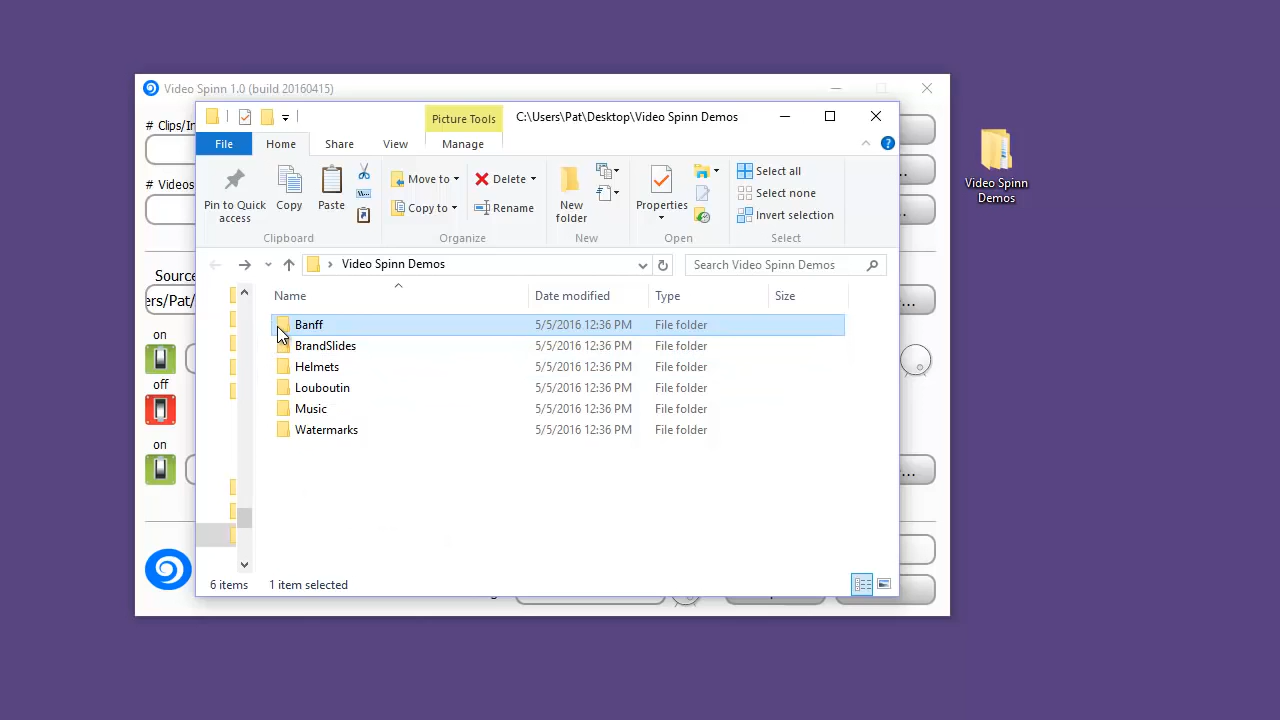 Video Spinn 1.0 (build 20160415)
Picture Tools
C:\Users\Pat\Desktop\Video Spinn Demos
# Clips/In
File
Home
Share
View
Manage
Pin to Quick access
Copy
Paste
Move to
Copy to
Delete
Rename
New folder
Properties
Select all
Select none
Invert selection
Clipboard
Organize
New
Open
Select
# Videos
Video Spinn Demos
Search Video Spinn Demos
Source
ers/Pat/
...
Name
Date modified
Type
Size
Banff 5/5/2016 12:36 PM File folder
BrandSlides 5/5/2016 12:36 PM File folder
Helmets 5/5/2016 12:36 PM File folder
Louboutin 5/5/2016 12:36 PM File folder
Music 5/5/2016 12:36 PM File folder
Watermarks 5/5/2016 12:36 PM File folder
on
off
on
...
6 items
1 item selected
Video Spinn
Demos